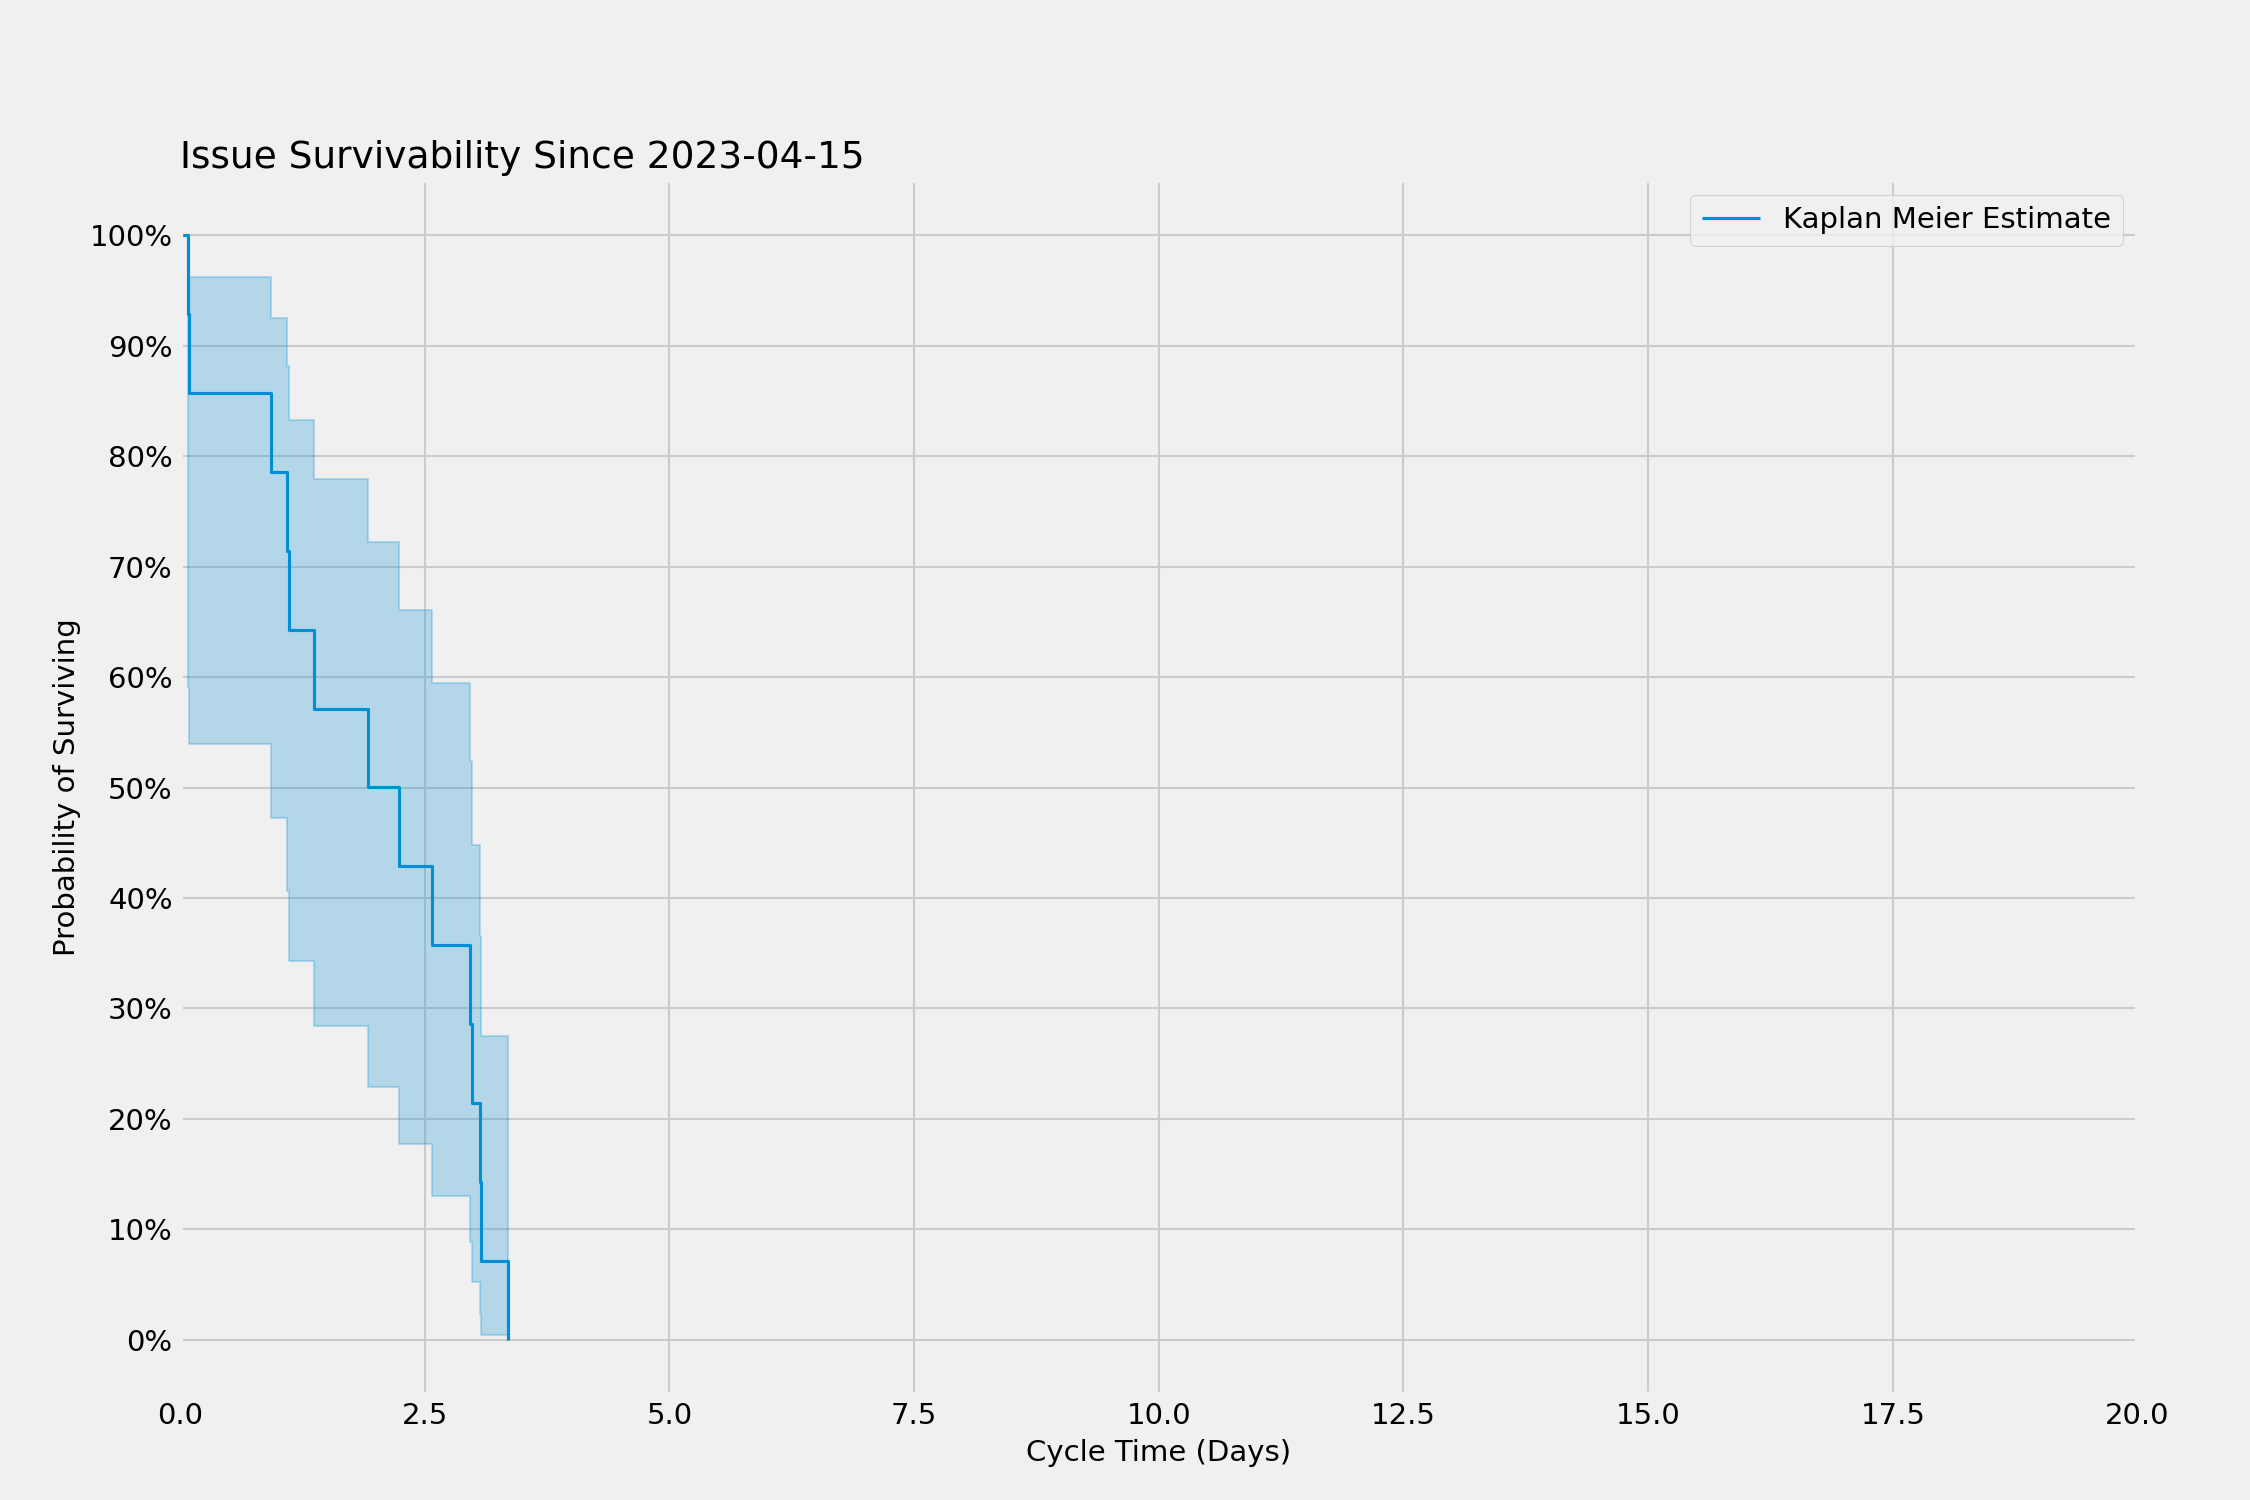 Issue Survivability Since 2023-04-15
Kaplan Meier Estimate
100%
90%
80%
70%
60%
50%
40%
30%
20%
10%
0%
Probability of Surviving
0.0 2.5 5.0 7.5 10.0 12.5 15.0 17.5 20.0
Cycle Time (Days)